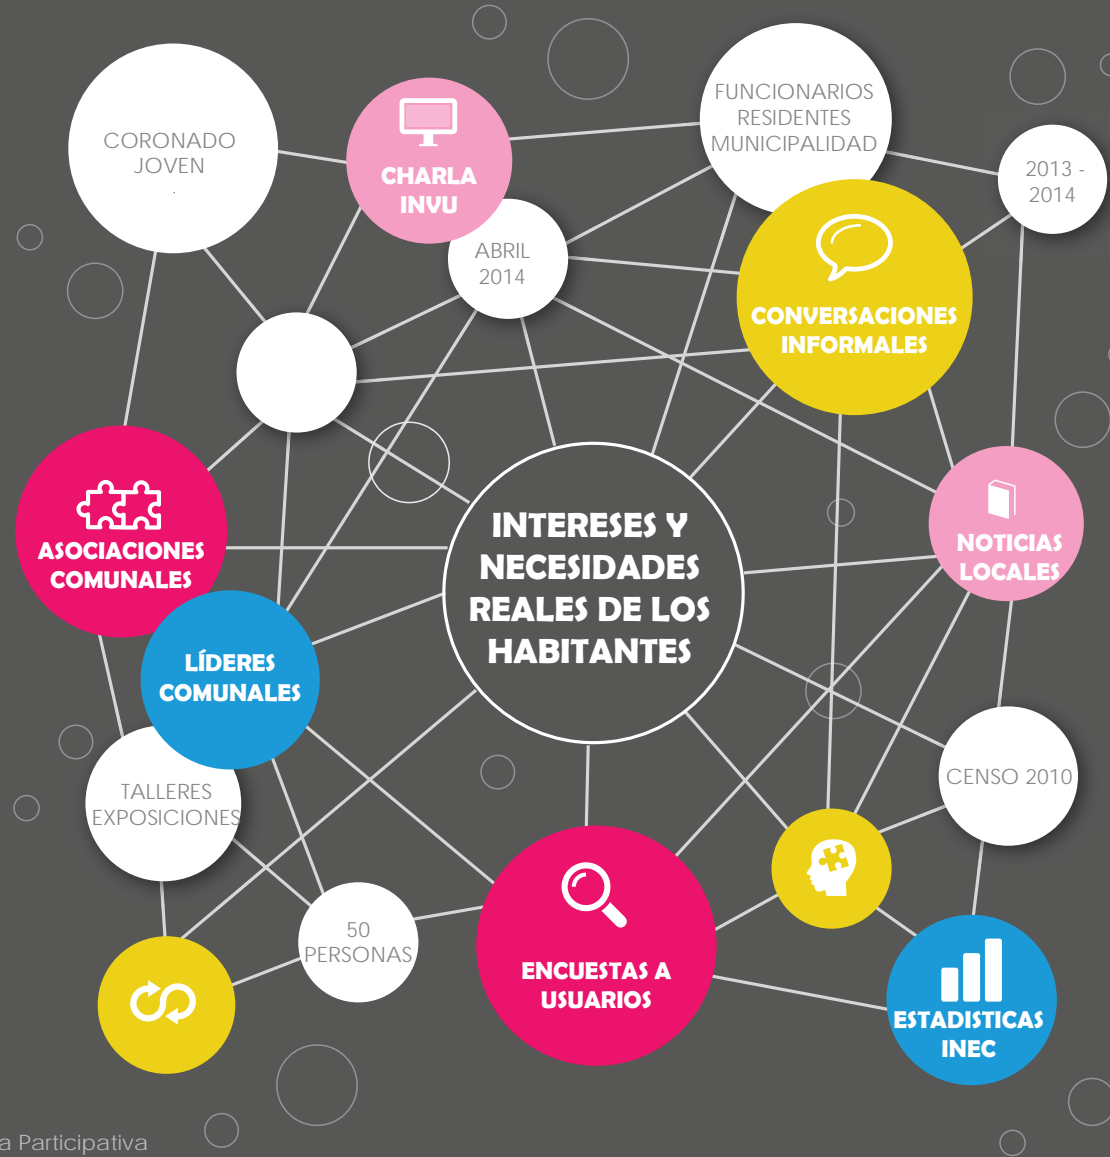 CORONADO
JOVEN
.
CHARLA
INVU
FUNCIONARIOS
RESIDENTES
MUNICIPALIDAD
2013 -
2014
ABRIL
2014
CONVERSACIONES
INFORMALES
ASOCIACIONES
COMUNALES
INTERESES Y
NECESIDADES
REALES DE LOS
HABITANTES
NOTICIAS
LOCALES
LÍDERES
COMUNALES
TALLERES
EXPOSICIONES
CENSO 2010
50
PERSONAS
ENCUESTAS A
USUARIOS
ESTADISTICAS
INEC
a Participativa